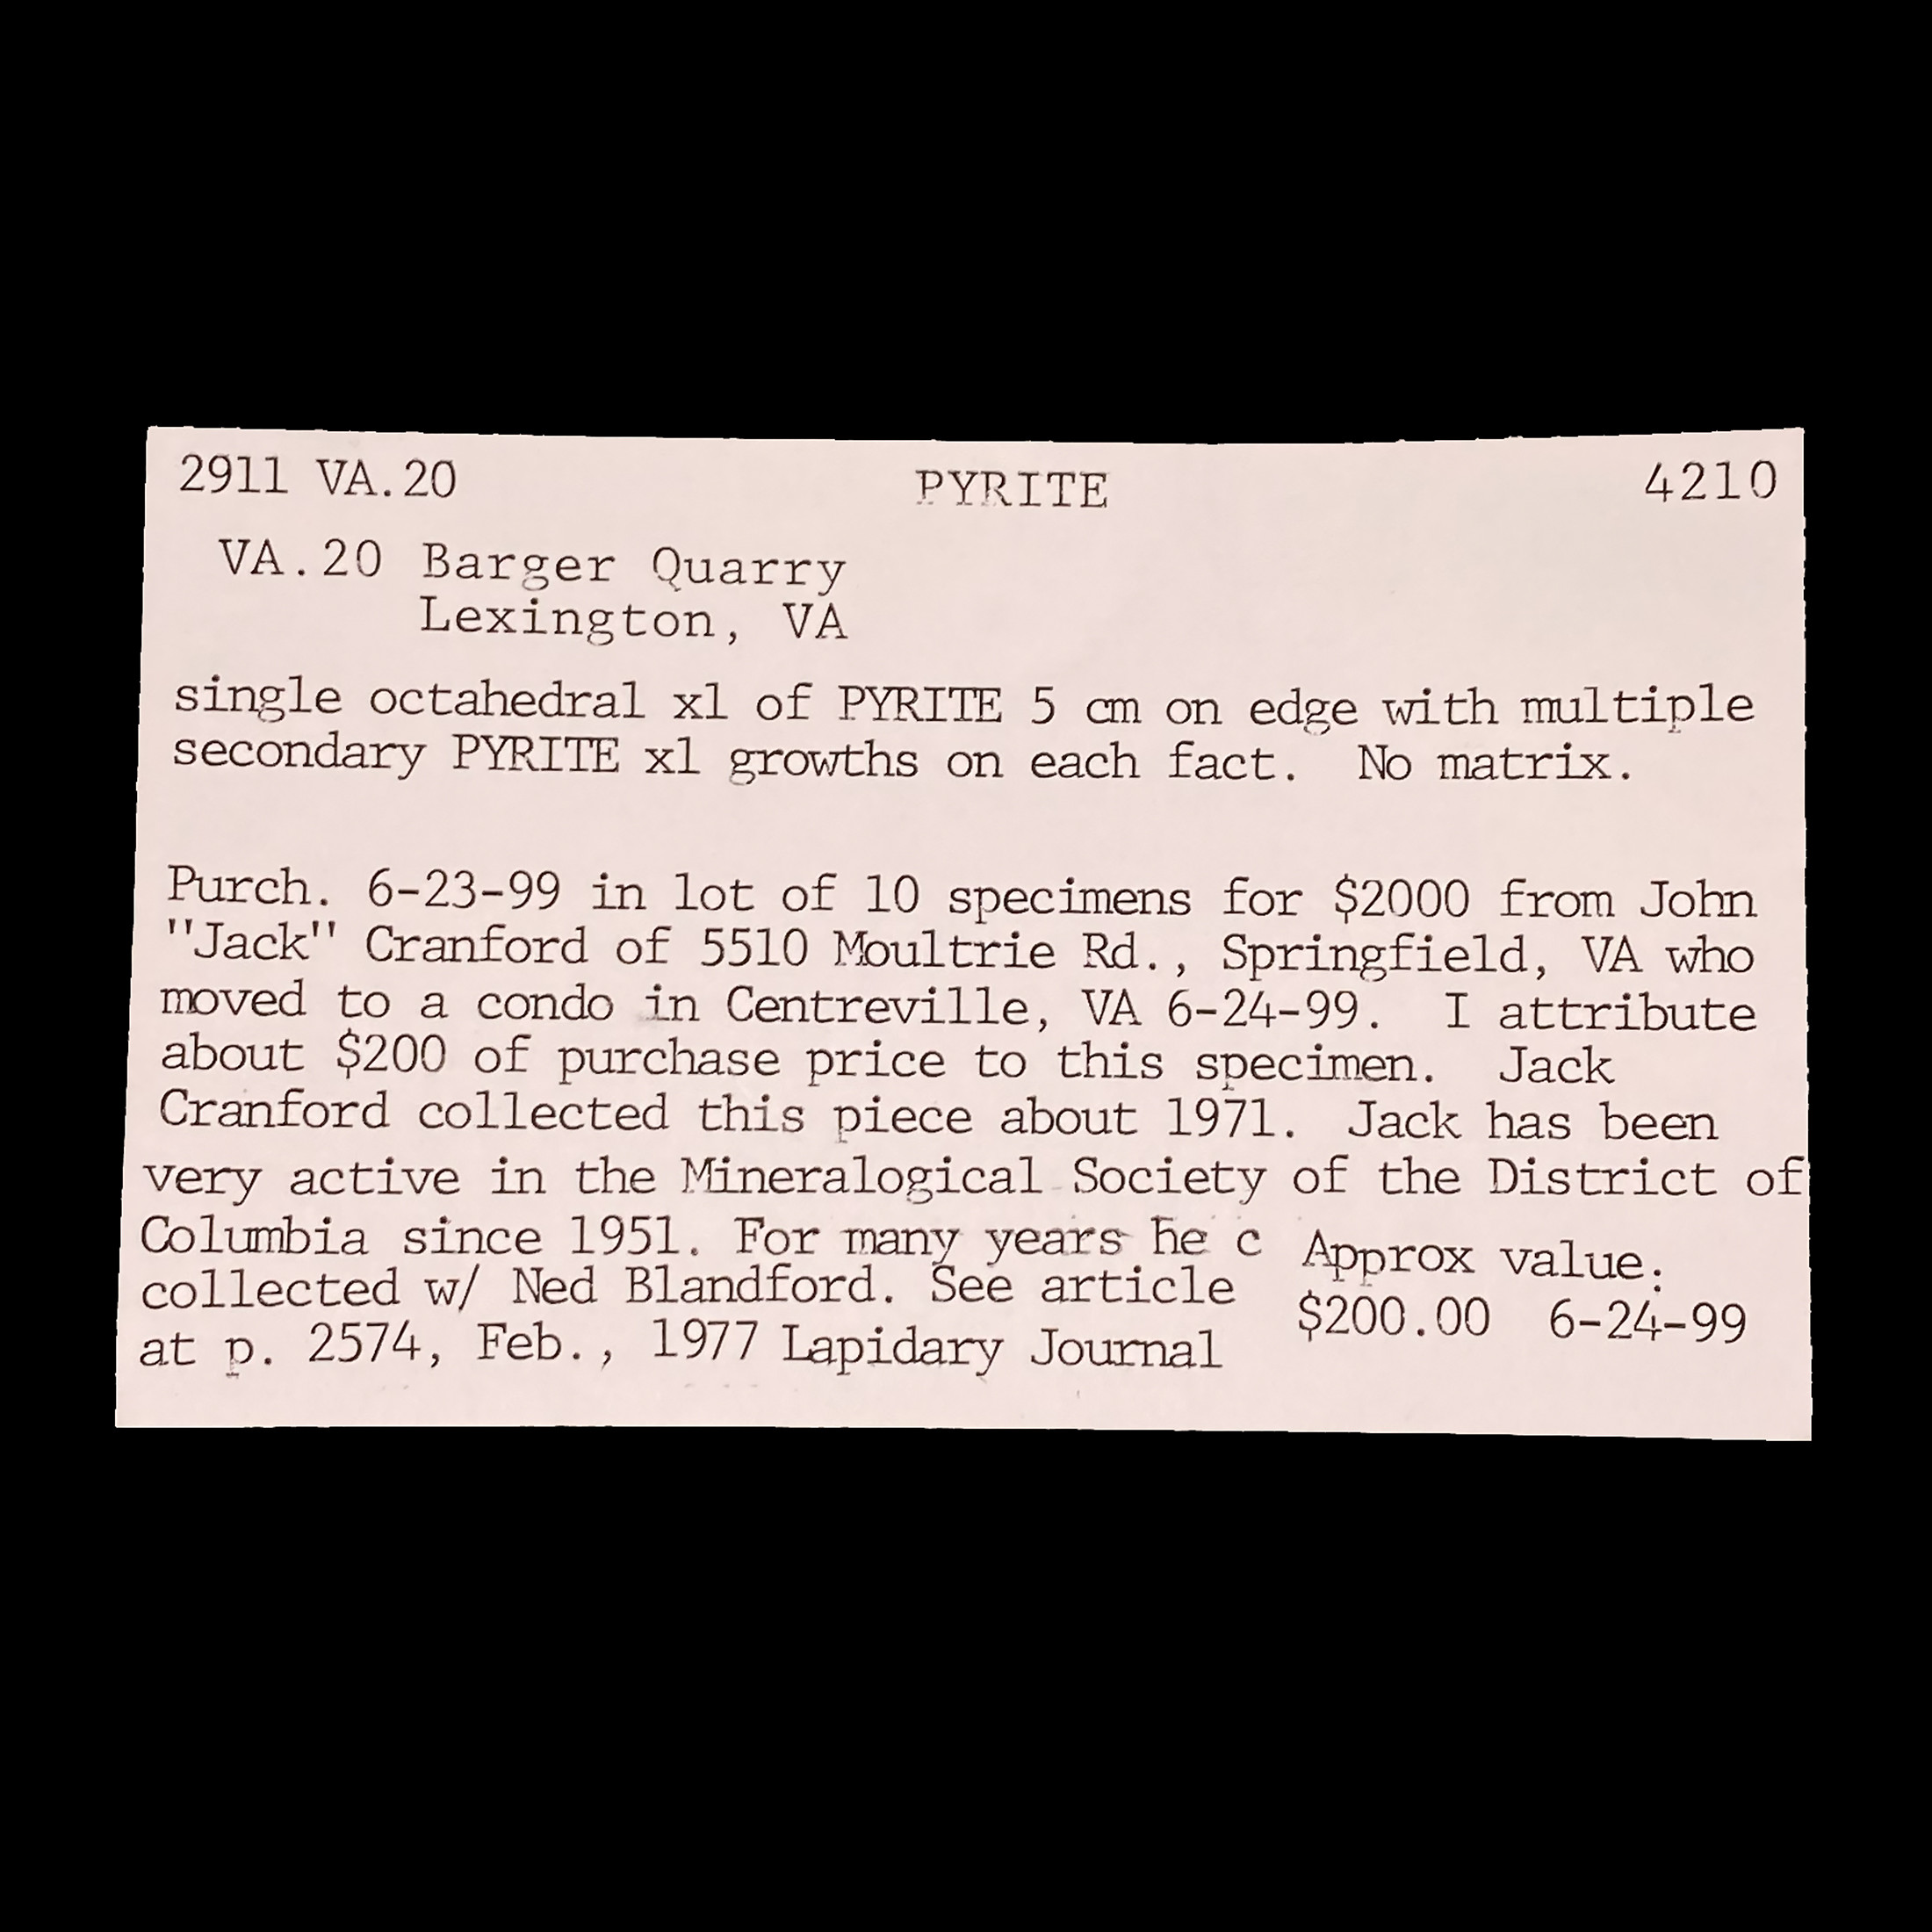 2911 VA.20 PYRITE 4210
VA.20 Barger Quarry
Lexington, VA
single octahedral xl of PYRITE 5 cm on edge with multiple
secondary PYRITE xl growths on each fact. No matrix.
Purch. 6-23-99 in lot of 10 specimens for $2000 from John
"Jack" Cranford of 5510 Moultrie Rd., Springfield, VA who
moved to a condo in Centreville, VA 6-24-99. I attribute
about $200 of purchase price to this specimen. Jack
Cranford collected this piece about 1971. Jack has been
very active in the Mineralogical Society of the District of
Columbia since 1951. For many years he c
collected w/ Ned Blandford. See article
at p. 2574, Feb., 1977 Lapidary Journal
Approx value:
$200.00 6-24-99